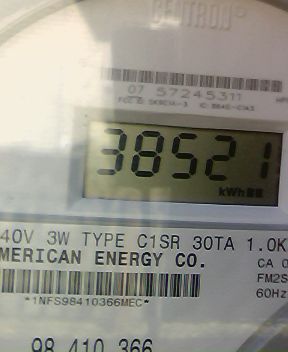 CENTRON®
07 57245311
38521
kWh
40V 3W TYPE C1SR 30TA 1.0K
MERICAN ENERGY CO.
CA 0
FM2S
60Hz
*1NFS98410366MEC*
98 410 366